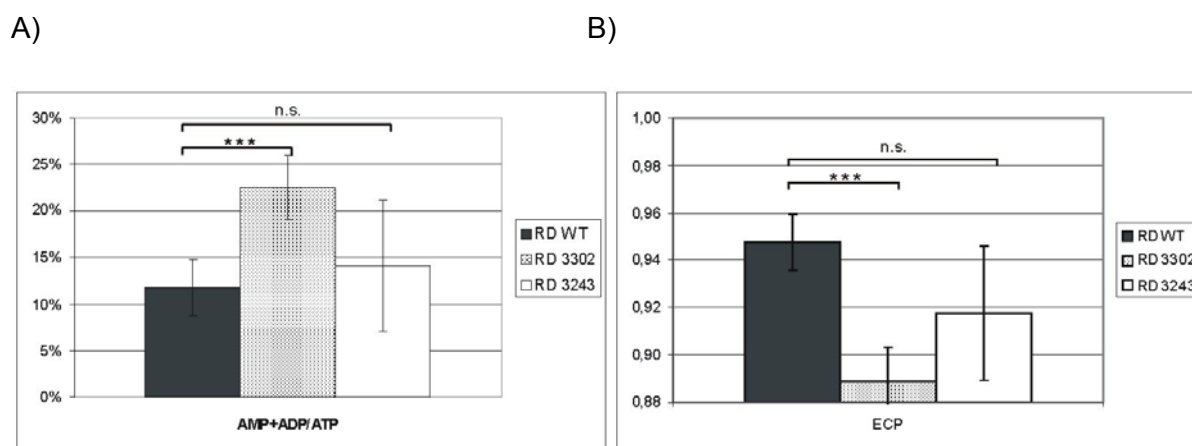 A)
B)
30%
25%
20%
15%
10%
5%
0%
n.s.
***
AMP+ADP/ATP
RD WT
RD 3302
RD 3243
1,00
0,98
0,96
0,94
0,92
0,90
0,88
n.s.
***
ECP
RD WT
RD 3302
RD 3243